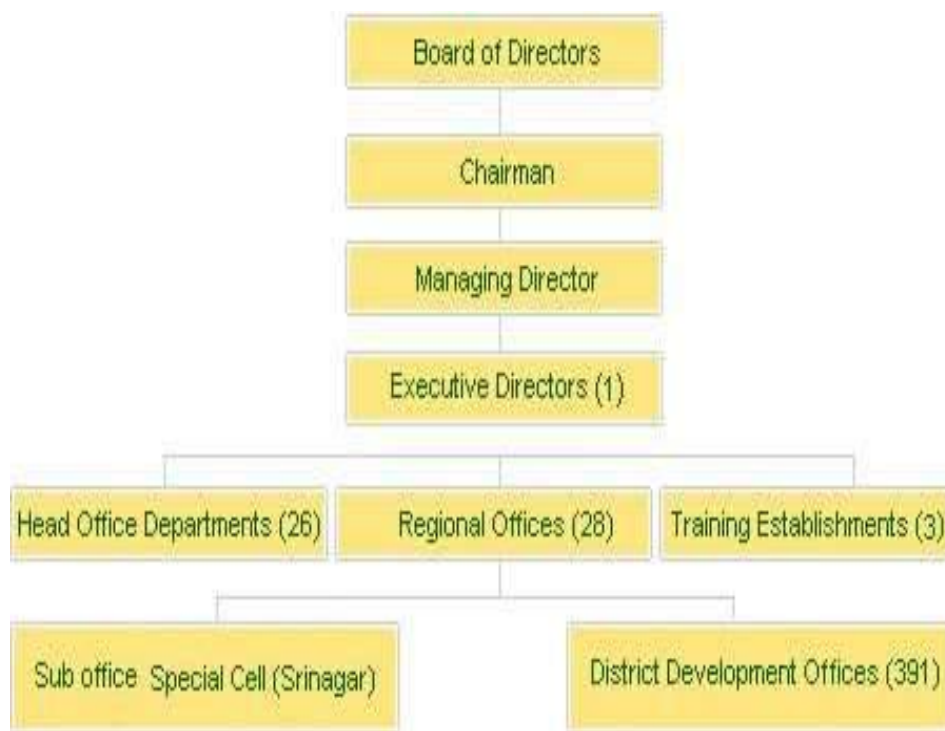 Board of Directors
Chairman
Managing Director
Executive Directors (1)
Head Office Departments (26)
Regional Offices (28)
Training Establishments (3)
Sub office Special Cell (Srinagar)
District Development Offices (391)